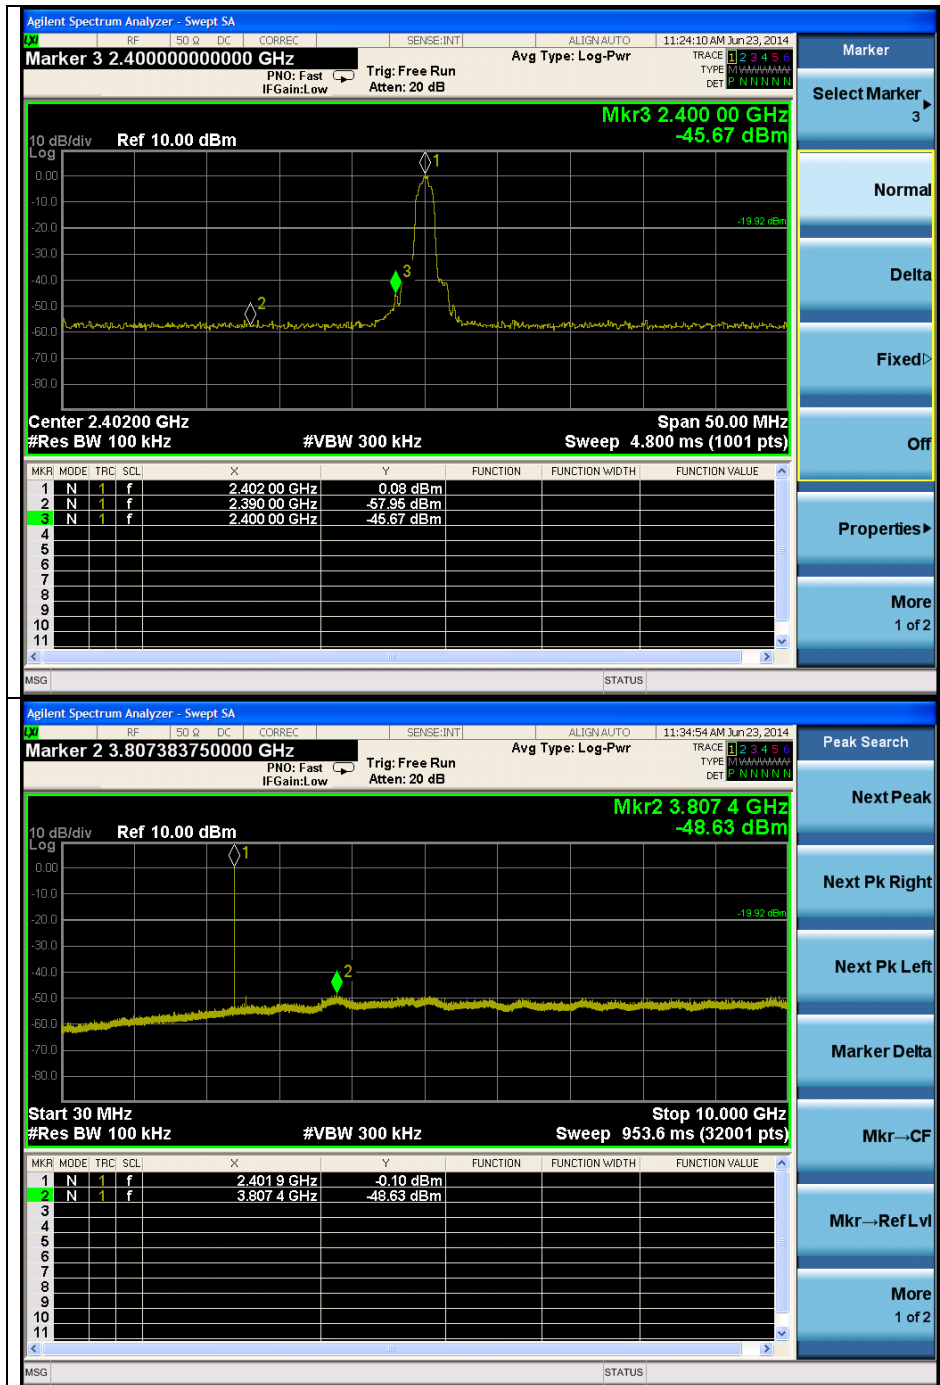 Agilent Spectrum Analyzer - Swept SA
LXI RF 50 Ω DC CORREC SENSE:INT ALIGN AUTO 11:24:10 AM Jun 23, 2014
Marker 3 2.400000000000 GHz
PNO: Fast
IFGain:Low
Trig: Free Run
Atten: 20 dB
Avg Type: Log-Pwr
TRACE 1 2 3 4 5 6
TYPE M WWWWW
DET P N N N N N
Mkr3 2.400 00 GHz
-45.67 dBm
10 dB/div Ref 10.00 dBm
Log
1
0.00
-10.0
-20.0
-19.92 dBm
-30.0
3
-40.0
2
-50.0
-60.0
-70.0
-80.0
Center 2.40200 GHz Span 50.00 MHz
#Res BW 100 kHz #VBW 300 kHz Sweep 4.800 ms (1001 pts)
MKR MODE TRC SCL X Y FUNCTION FUNCTION WIDTH FUNCTION VALUE
1 N 1 f 2.402 00 GHz 0.08 dBm
2 N 1 f 2.390 00 GHz -57.95 dBm
3 N 1 f 2.400 00 GHz -45.67 dBm
4
5
6
7
8
9
10
11
MSG STATUS
Marker
Select Marker
3
Normal
Delta
Fixed
Off
Properties
More
1 of 2
Agilent Spectrum Analyzer - Swept SA
LXI RF 50 Ω DC CORREC SENSE:INT ALIGN AUTO 11:34:54 AM Jun 23, 2014
Marker 2 3.807383750000 GHz
PNO: Fast
IFGain:Low
Trig: Free Run
Atten: 20 dB
Avg Type: Log-Pwr
TRACE 1 2 3 4 5 6
TYPE M WWWWW
DET P N N N N N
Mkr2 3.807 4 GHz
-48.63 dBm
10 dB/div Ref 10.00 dBm
Log
1
0.00
-10.0
-20.0
-19.92 dBm
-30.0
-40.0
2
-50.0
-60.0
-70.0
-80.0
Start 30 MHz Stop 10.000 GHz
#Res BW 100 kHz #VBW 300 kHz Sweep 953.6 ms (32001 pts)
MKR MODE TRC SCL X Y FUNCTION FUNCTION WIDTH FUNCTION VALUE
1 N 1 f 2.401 9 GHz -0.10 dBm
2 N 1 f 3.807 4 GHz -48.63 dBm
3
4
5
6
7
8
9
10
11
MSG STATUS
Peak Search
Next Peak
Next Pk Right
Next Pk Left
Marker Delta
Mkr→CF
Mkr→Ref Lvl
More
1 of 2